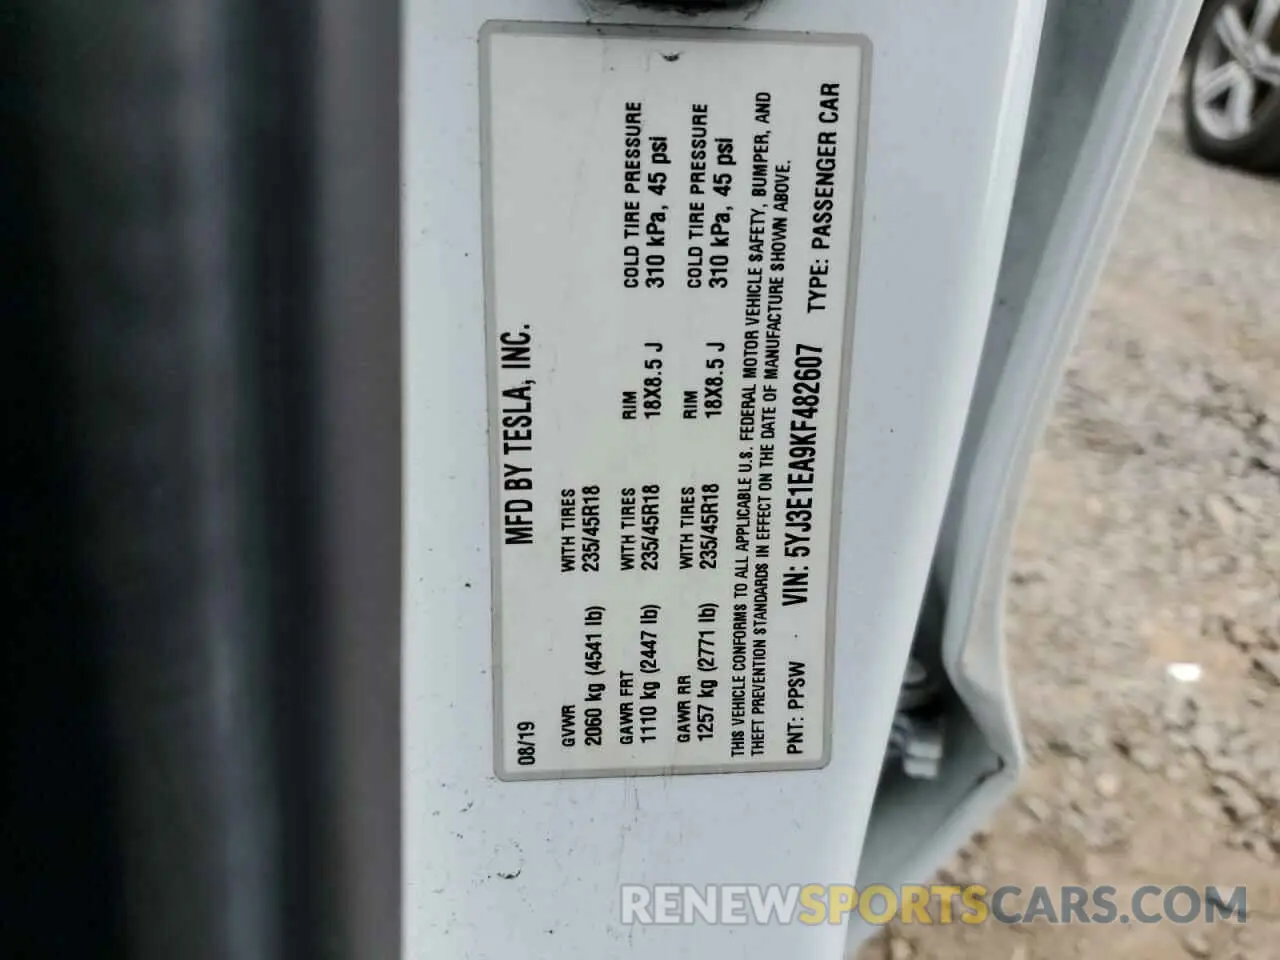 MFD BY TESLA, INC.
08/19
GVWR WITH TIRES
2060 kg (4541 lb) 235/45R18
GAWR FRT WITH TIRES RIM COLD TIRE PRESSURE
1110 kg (2447 lb) 235/45R18 18X8.5 J 310 kPa, 45 psi
GAWR RR WITH TIRES RIM COLD TIRE PRESSURE
1257 kg (2771 lb) 235/45R18 18X8.5 J 310 kPa, 45 psi
THIS VEHICLE CONFORMS TO ALL APPLICABLE U.S. FEDERAL MOTOR VEHICLE SAFETY, BUMPER, AND
THEFT PREVENTION STANDARDS IN EFFECT ON THE DATE OF MANUFACTURE SHOWN ABOVE.
PNT: PPSW VIN: 5YJ3E1EA9KF482607 TYPE: PASSENGER CAR
RENEWSPORTSCARS.COM